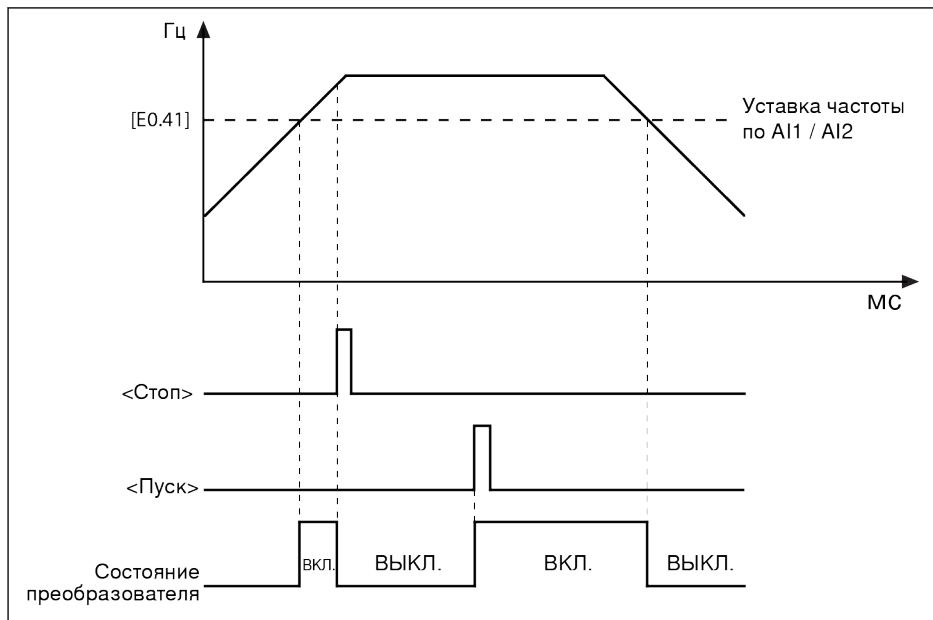 Гц
[E0.41]
Уставка частоты
по AI1 / AI2
мс
<Стоп>
<Пуск>
ВКЛ.
ВЫКЛ.
ВКЛ.
ВЫКЛ.
Состояние
преобразователя